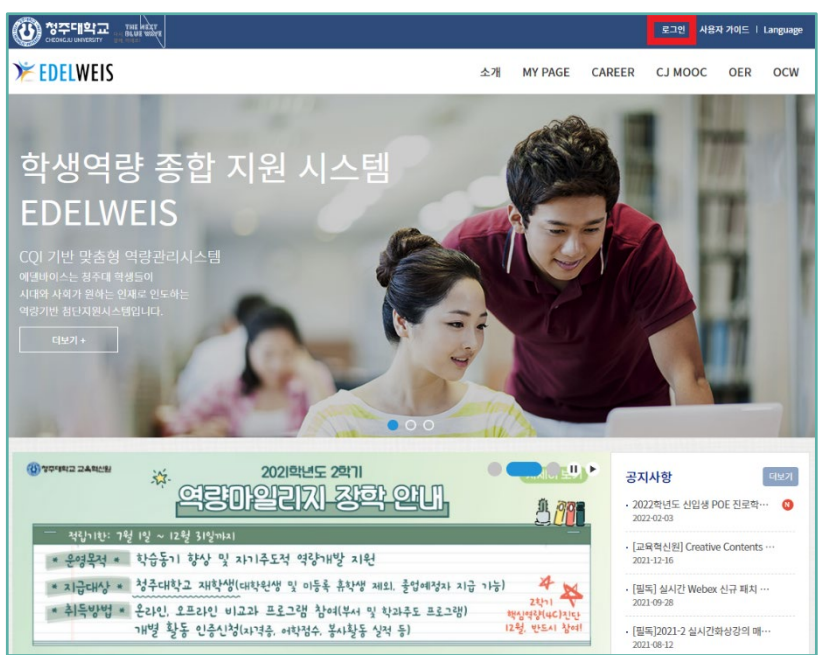 청주대학교
CHEONGJU UNIVERSITY
THE NEXT
BLUE WAVE
로그인 사용자 가이드 | Language
EDELWEIS
소개 MY PAGE CAREER CJ MOOC OER OCW
학생역량 종합 지원 시스템
EDELWEIS
CQI 기반 맞춤형 역량관리시스템
에델바이스는 청주대 학생들이
시대와 사회가 원하는 인재로 인도하는
역량기반 첨단지원시스템입니다.
더보기 +
청주대학교 교육혁신원
2021학년도 2학기
역량마일리지 장학 안내
적립기한: 7월 1일 ~ 12월 31일까지
* 운영목적 * 학습동기 향상 및 자기주도적 역량개발 지원
* 지급대상 * 청주대학교 재학생(대학원생 및 미등록 휴학생 제외, 졸업예정자 지급 가능)
* 취득방법 * 온라인, 오프라인 비교과 프로그램 참여(부서 및 학과주도 프로그램)
개별 활동 인증신청(자격증, 어학점수, 봉사활동 실적 등)
2학기
핵심역량(4C)진단
12월, 반드시 참여!
공지사항 더보기
· 2022학년도 신입생 POE 진로학··· N
2022-02-03
· [교육혁신원] Creative Contents ···
2021-12-16
· [필독] 실시간 Webex 신규 패치 ···
2021-09-28
· [필독]2021-2 실시간화상강의 매···
2021-08-12